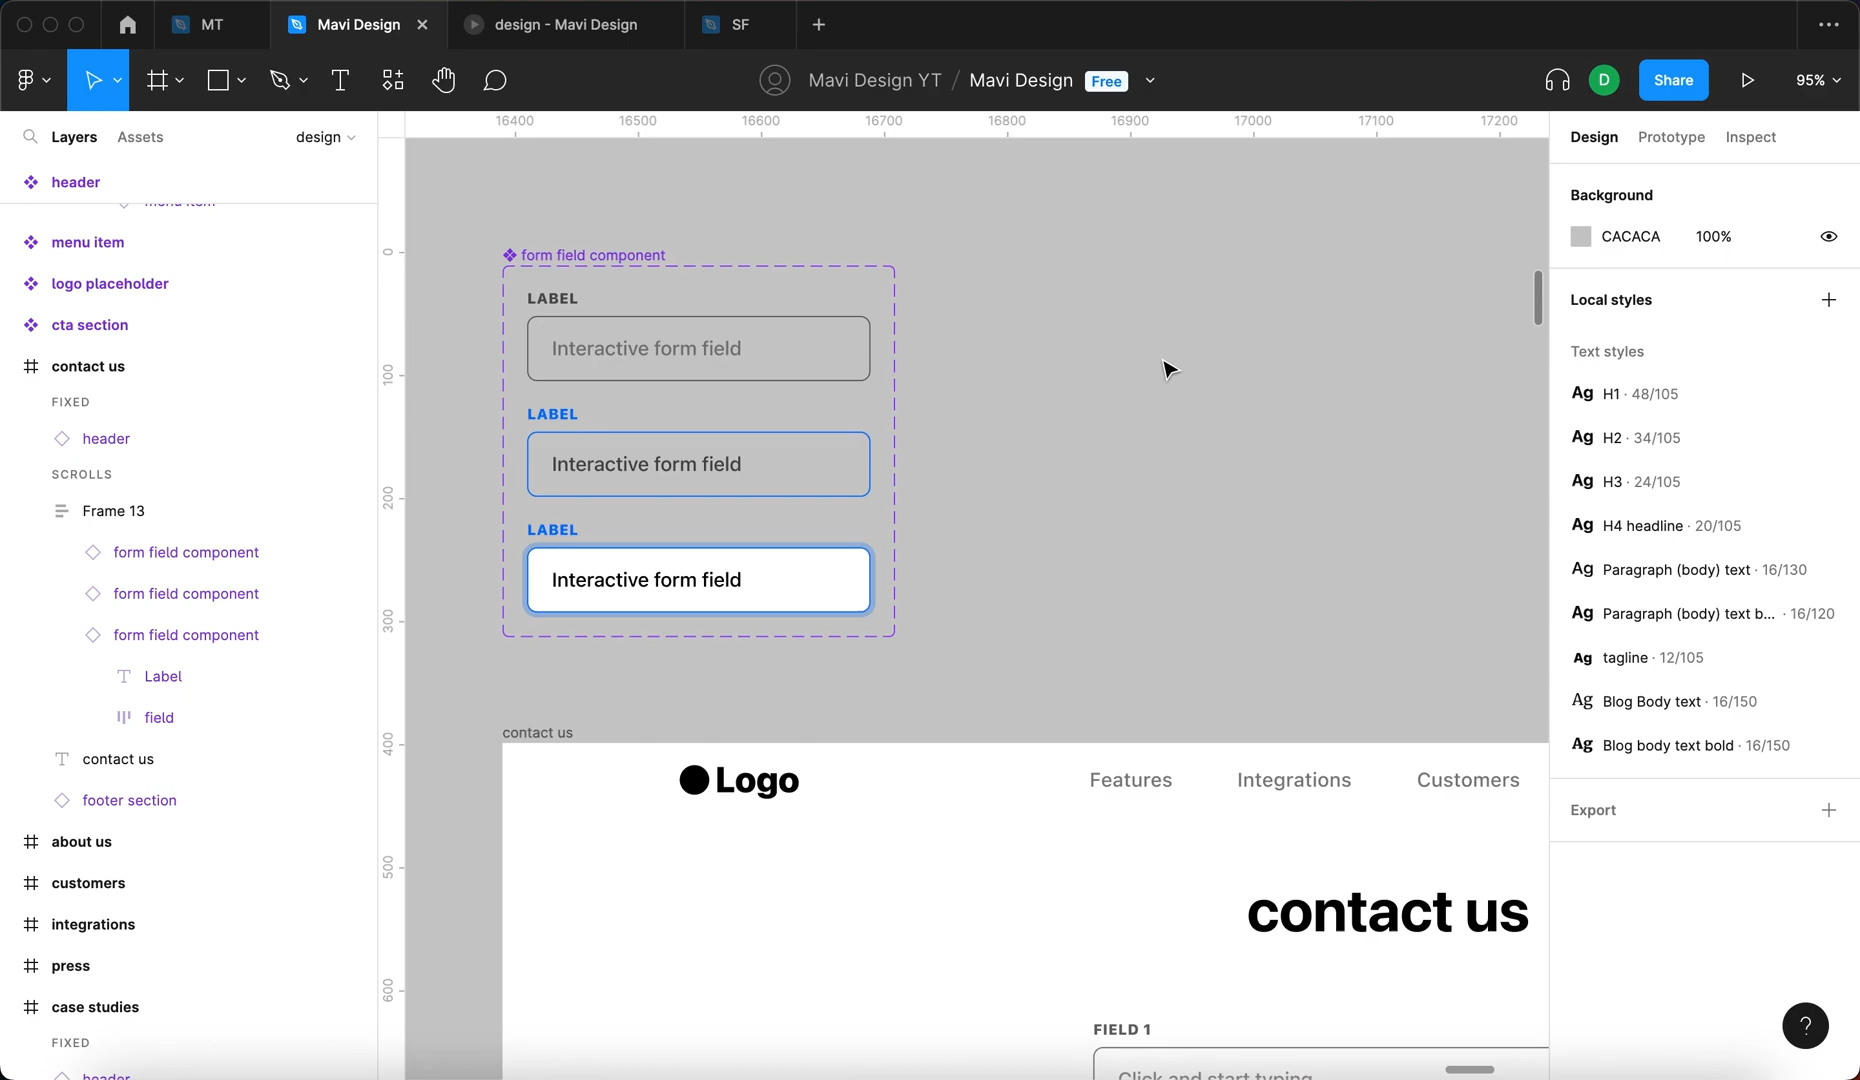 MT
Mavi Design
design - Mavi Design
SF
Mavi Design YT / Mavi Design Free
D
Share
95%
Layers
Assets
design
header
menu item
menu item
logo placeholder
cta section
contact us
FIXED
header
SCROLLS
Frame 13
form field component
form field component
form field component
Label
field
contact us
footer section
about us
customers
integrations
press
case studies
FIXED
header
16400 16500 16600 16700 16800 16900 17000 17100 17200
0
100
200
300
400
500
600
form field component
LABEL
Interactive form field
LABEL
Interactive form field
LABEL
Interactive form field
contact us
Logo
Features
Integrations
Customers
contact us
FIELD 1
Click and start typing
Design
Prototype
Inspect
Background
CACACA 100%
Local styles
Text styles
Ag H1 · 48/105
Ag H2 · 34/105
Ag H3 · 24/105
Ag H4 headline · 20/105
Ag Paragraph (body) text · 16/130
Ag Paragraph (body) text b... · 16/120
Ag tagline · 12/105
Ag Blog Body text · 16/150
Ag Blog body text bold · 16/150
Export
?